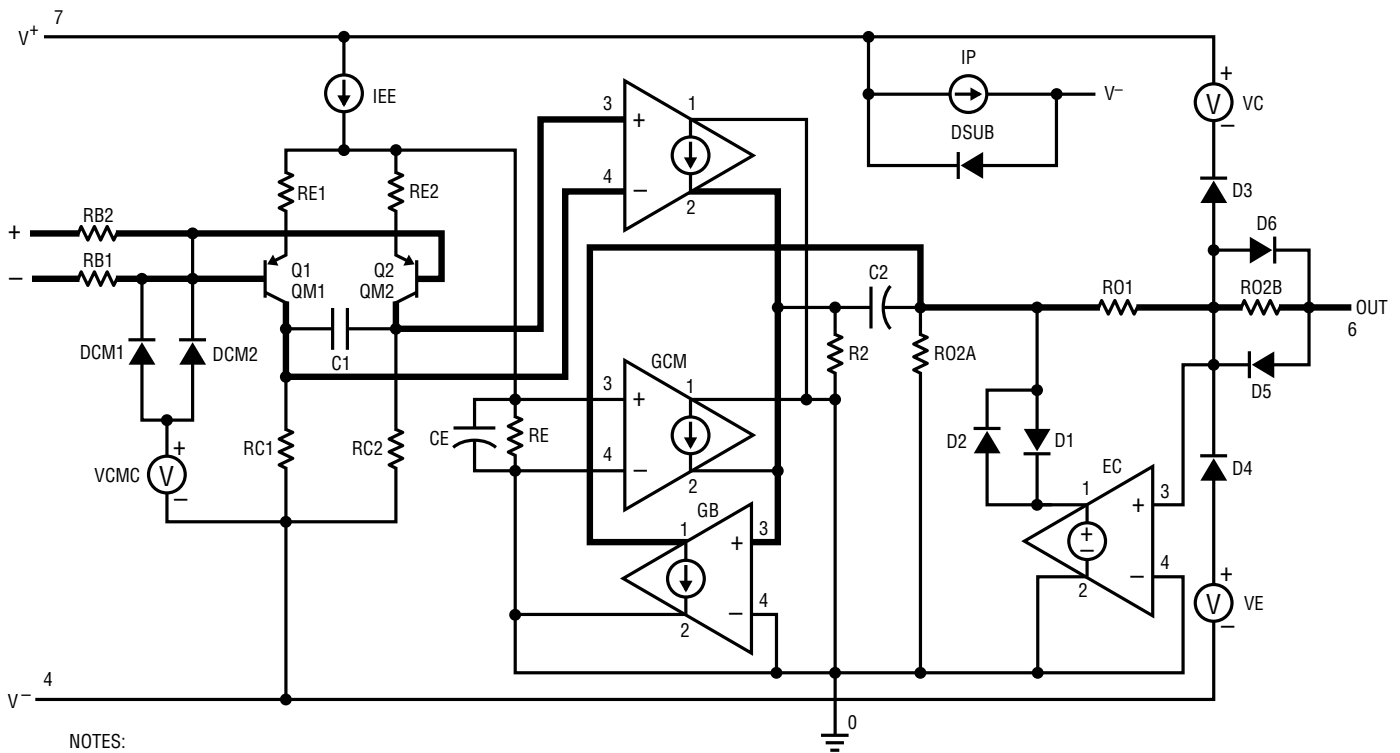 7
V+
IP
IEE
V–
+
V
VC
–
DSUB
3
+
1
4
–
2
RE1
RE2
D3
+
RB2
D6
–
RB1
Q1
QM1
Q2
QM2
C2
RO1
RO2B
OUT
6
DCM1
DCM2
C1
R2
RO2A
D5
GCM
3
+
1
CE
RE
D2
D1
RC1
RC2
4
–
2
EC
D4
VCMC
+
V
–
GB
1
+
3
1
+
3
+
–
2
–
4
2
–
4
+
V
VE
–
V–
4
0
NOTES: